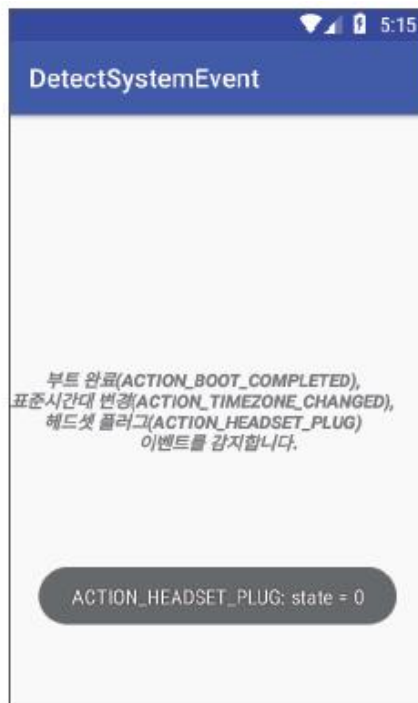 5:15
DetectSystemEvent
부트 완료(ACTION_BOOT_COMPLETED),
표준시간대 변경(ACTION_TIMEZONE_CHANGED),
헤드셋 플러그(ACTION_HEADSET_PLUG)
이벤트를 감지합니다.
ACTION_HEADSET_PLUG: state = 0